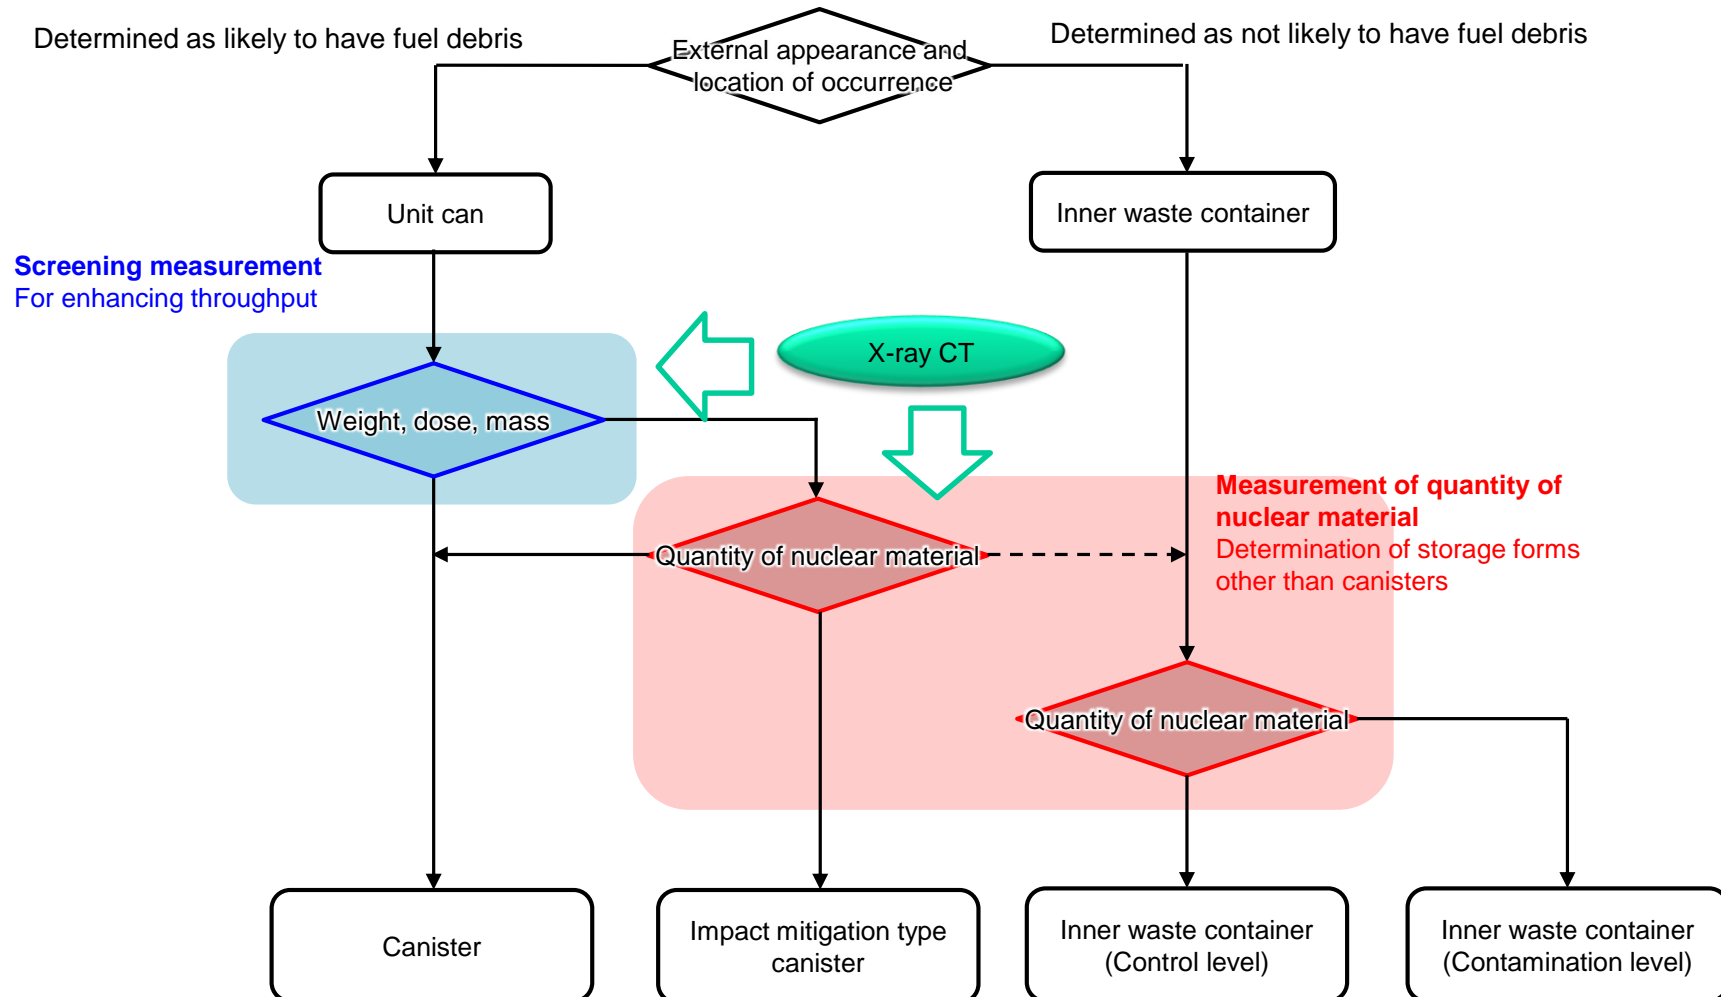 Determined as likely to have fuel debris
External appearance and
location of occurrence
Determined as not likely to have fuel debris
Unit can
Inner waste container
Screening measurement
For enhancing throughput
X-ray CT
Weight, dose, mass
Measurement of quantity of
nuclear material
Determination of storage forms
other than canisters
Quantity of nuclear material
Quantity of nuclear material
Canister
Impact mitigation type
canister
Inner waste container
(Control level)
Inner waste container
(Contamination level)